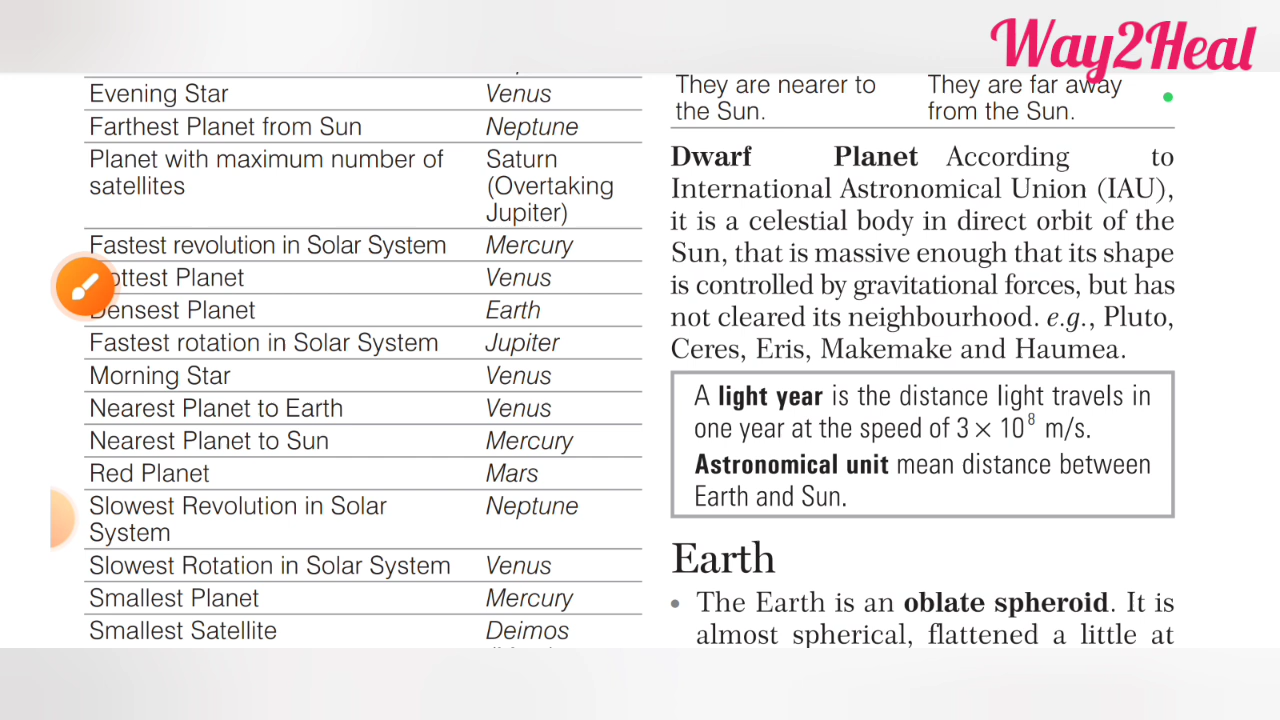 Way2Heal
Evening Star Venus
Farthest Planet from Sun Neptune
Planet with maximum number of Saturn
satellites (Overtaking
Jupiter)
Fastest revolution in Solar System Mercury
ottest Planet Venus
Densest Planet Earth
Fastest rotation in Solar System Jupiter
Morning Star Venus
Nearest Planet to Earth Venus
Nearest Planet to Sun Mercury
Red Planet Mars
Slowest Revolution in Solar Neptune
System
Slowest Rotation in Solar System Venus
Smallest Planet Mercury
Smallest Satellite Deimos
They are nearer to They are far away
the Sun. from the Sun.
Dwarf Planet According to
International Astronomical Union (IAU),
it is a celestial body in direct orbit of the
Sun, that is massive enough that its shape
is controlled by gravitational forces, but has
not cleared its neighbourhood. e.g., Pluto,
Ceres, Eris, Makemake and Haumea.
A light year is the distance light travels in
one year at the speed of 3 × 10⁸ m/s.
Astronomical unit mean distance between
Earth and Sun.
Earth
• The Earth is an oblate spheroid. It is
almost spherical, flattened a little at